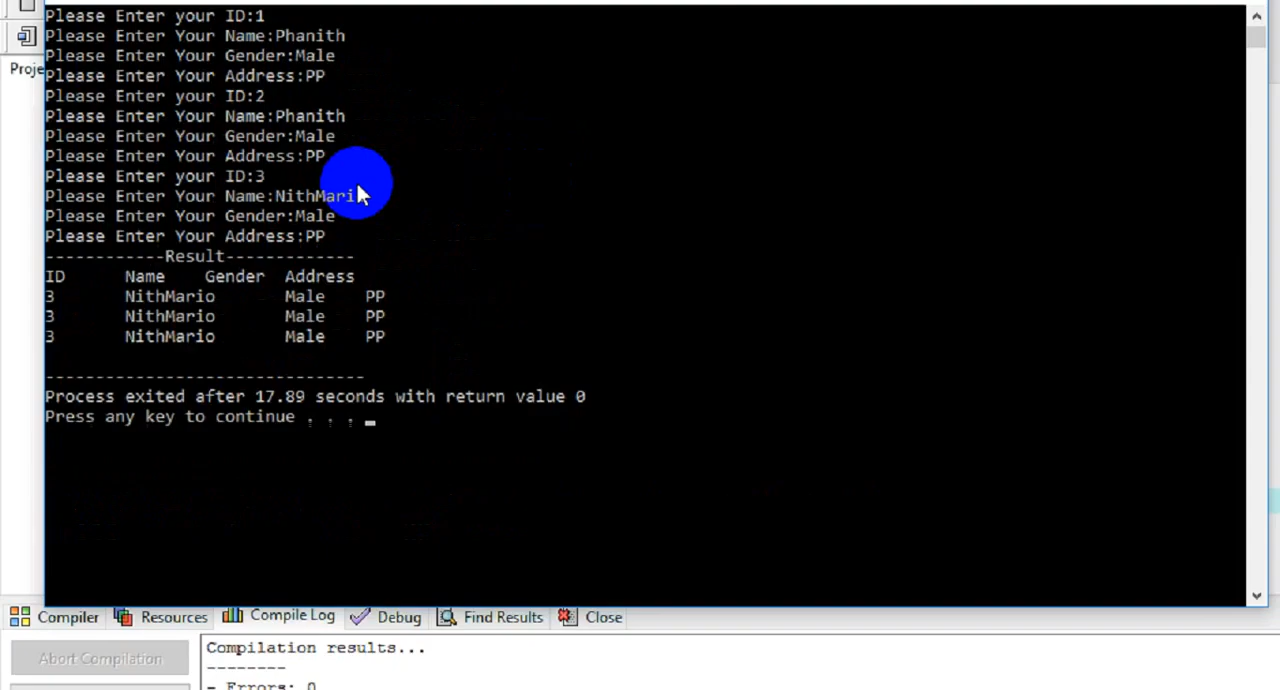 Please Enter your ID:1
Please Enter Your Name:Phanith
Please Enter Your Gender:Male
Please Enter Your Address:PP
Please Enter your ID:2
Please Enter Your Name:Phanith
Please Enter Your Gender:Male
Please Enter Your Address:PP
Please Enter your ID:3
Please Enter Your Name:NithMari
Please Enter Your Gender:Male
Please Enter Your Address:PP
------------Result-------------
ID Name Gender Address
3 NithMario Male PP
3 NithMario Male PP
3 NithMario Male PP
--------------------------------
Process exited after 17.89 seconds with return value 0
Press any key to continue . . .
Proje
Compiler Resources Compile Log Debug Find Results Close
Abort Compilation
Compilation results...
--------
- Errors: 0